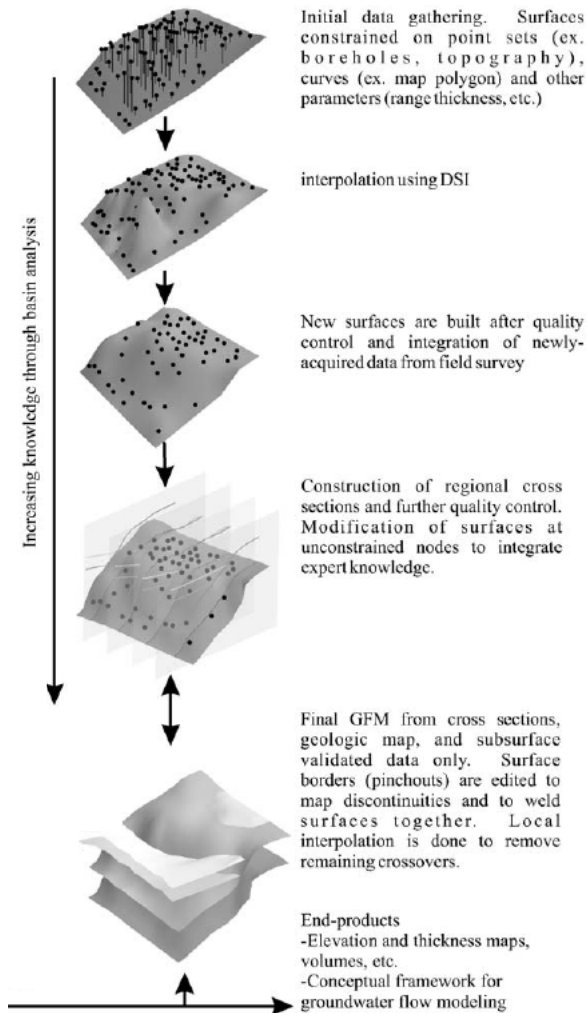 Initial data gathering. Surfaces
constrained on point sets (ex.
boreholes, topography),
curves (ex. map polygon) and other
parameters (range thickness, etc.)
interpolation using DSI
New surfaces are built after quality
control and integration of newly-
acquired data from field survey
Increasing knowledge through basin analysis
Construction of regional cross
sections and further quality control.
Modification of surfaces at
unconstrained nodes to integrate
expert knowledge.
Final GFM from cross sections,
geologic map, and subsurface
validated data only. Surface
borders (pinchouts) are edited to
map discontinuities and to weld
surfaces together. Local
interpolation is done to remove
remaining crossovers.
End-products
-Elevation and thickness maps,
volumes, etc.
-Conceptual framework for
groundwater flow modeling